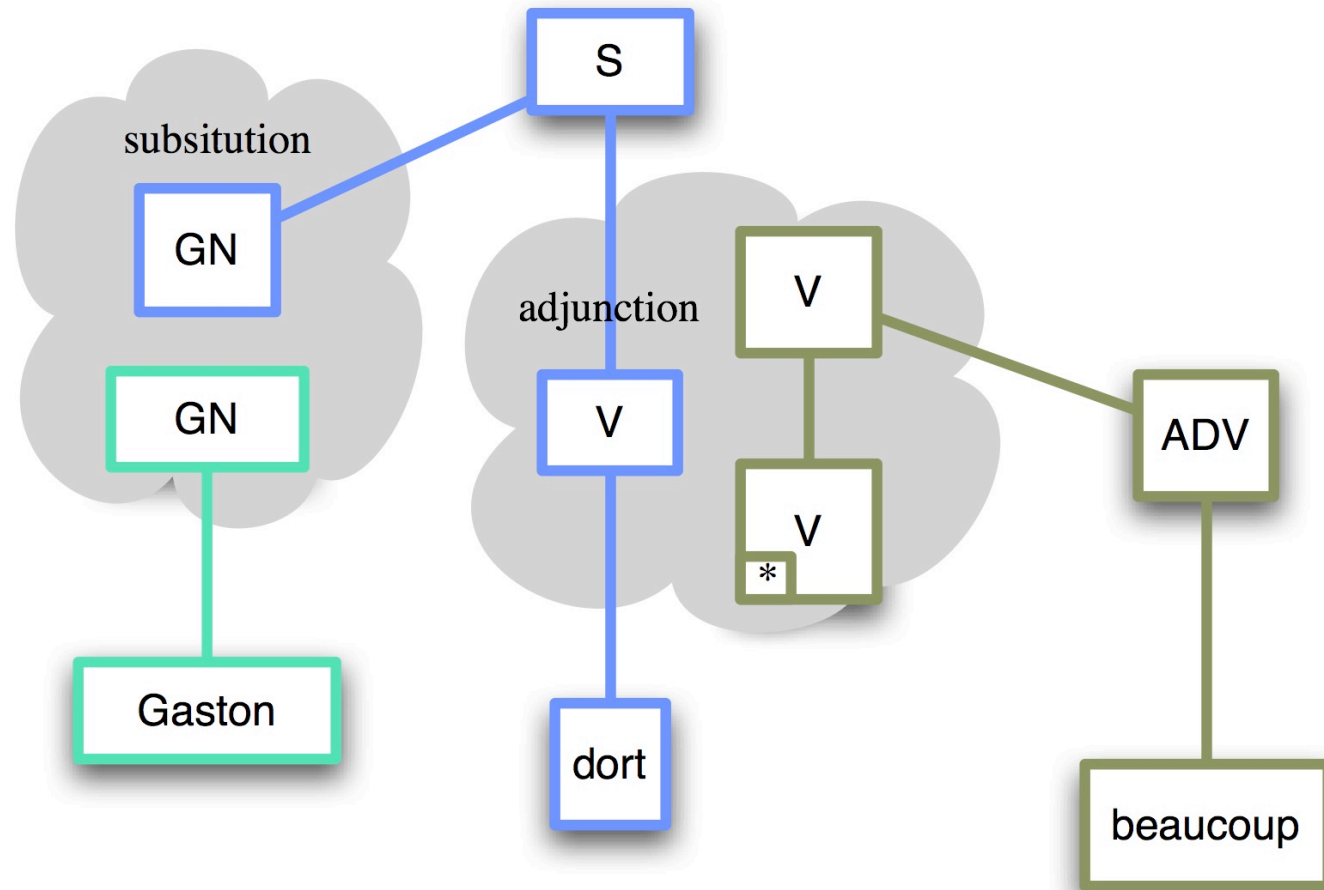 S
subsitution
GN
V
adjunction
GN
V
ADV
V
*
Gaston
dort
beaucoup